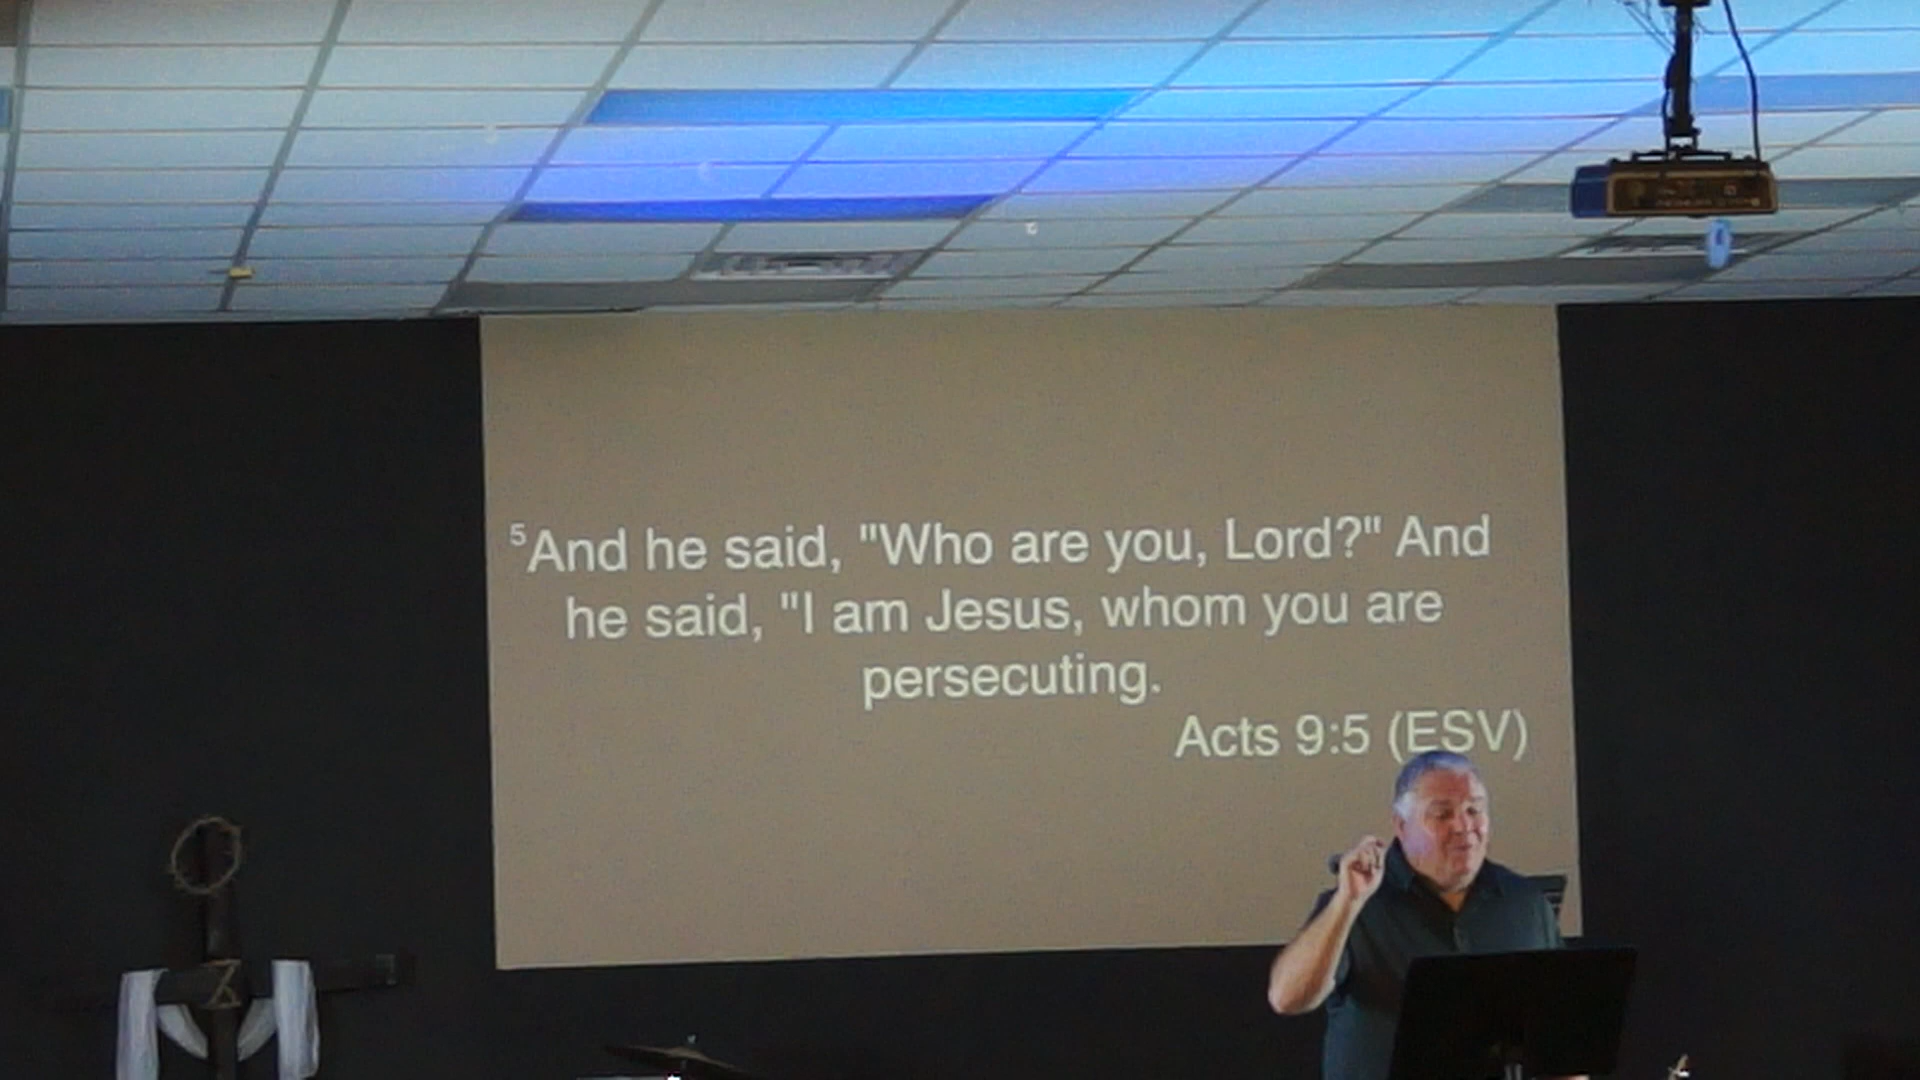 ⁵And he said, "Who are you, Lord?" And
he said, "I am Jesus, whom you are
persecuting.
Acts 9:5 (ESV)